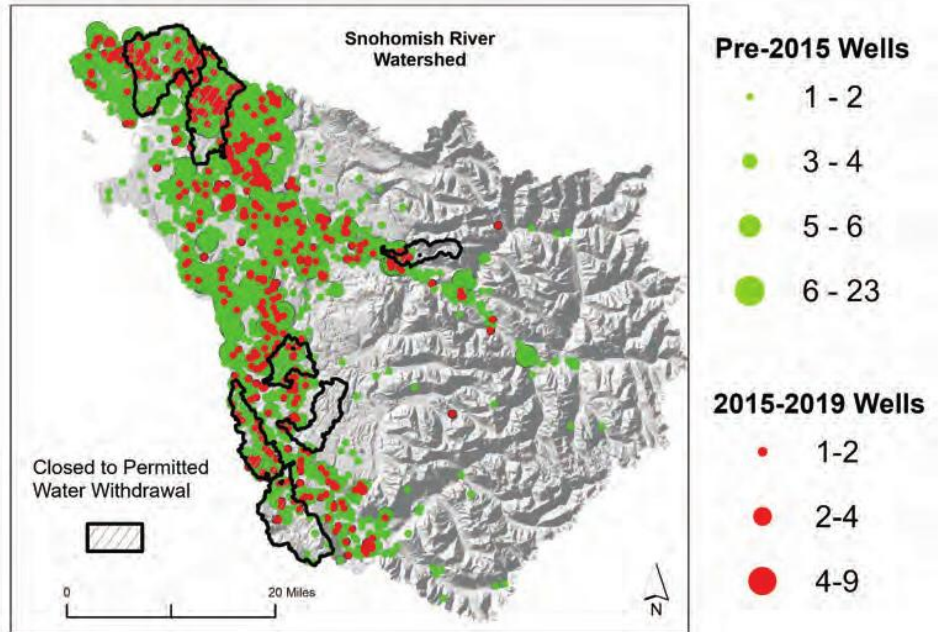 Snohomish River
Watershed
Closed to Permitted
Water Withdrawal
0
20 Miles
N
Pre-2015 Wells
1 - 2
3 - 4
5 - 6
6 - 23
2015-2019 Wells
1-2
2-4
4-9